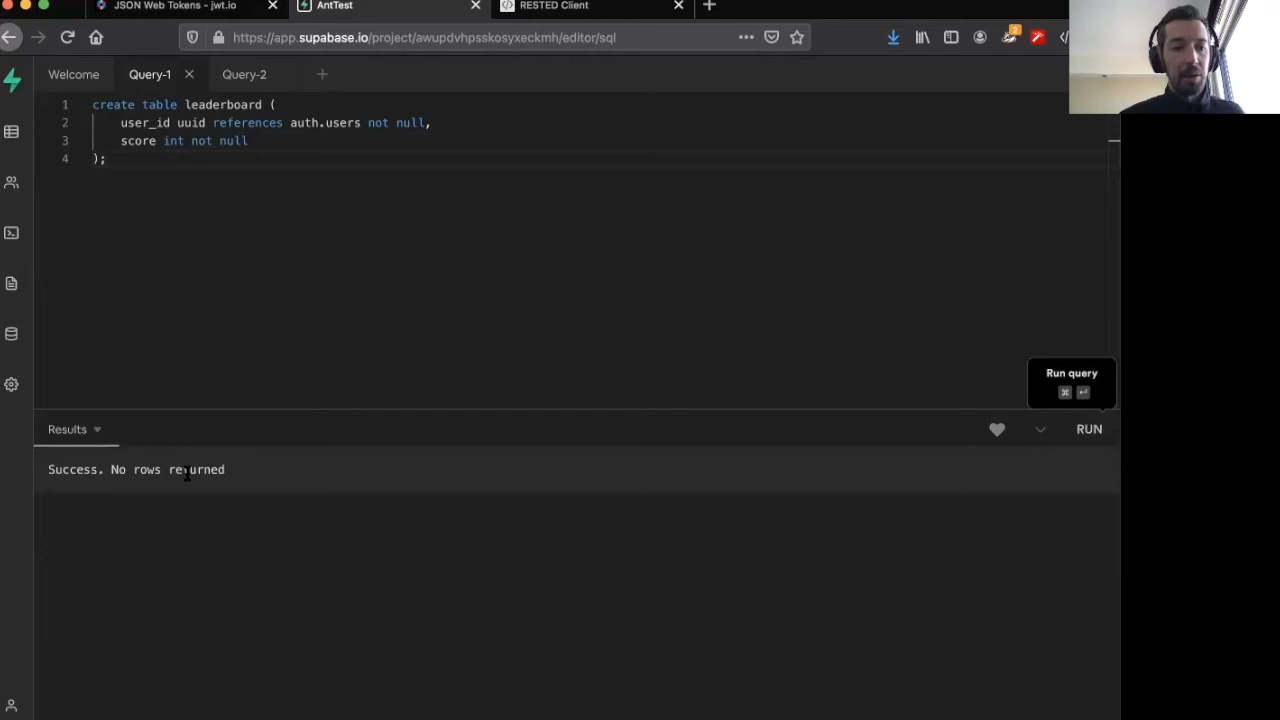 JSON Web Tokens - jwt.io
AntTest
RESTED Client
https://app.supabase.io/project/awupdvhpsskosyxeckmh/editor/sql
2
Welcome
Query-1
Query-2
1 create table leaderboard (
2 user_id uuid references auth.users not null,
3 score int not null
4 );
Run query
⌘ ↵
Results
RUN
Success. No rows returned